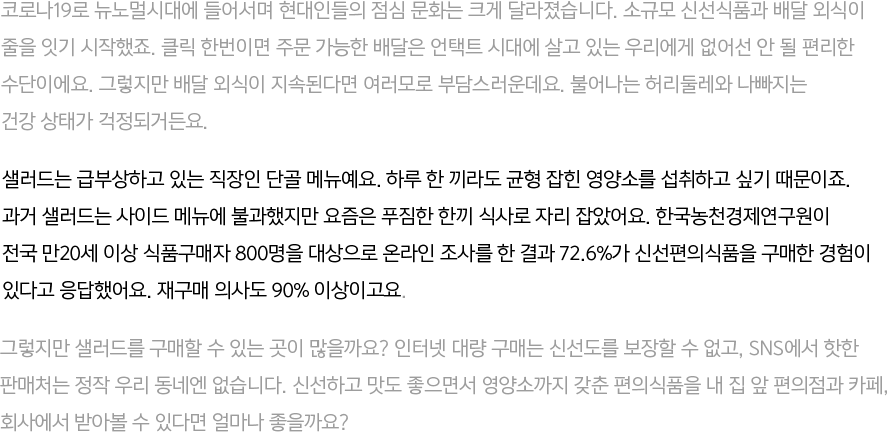 코로나19로 뉴노멀시대에 들어서며 현대인들의 점심 문화는 크게 달라졌습니다. 소규모 신선식품과 배달 외식이
줄을 잇기 시작했죠. 클릭 한번이면 주문 가능한 배달은 언택트 시대에 살고 있는 우리에게 없어선 안 될 편리한
수단이에요. 그렇지만 배달 외식이 지속된다면 여러모로 부담스러운데요. 불어나는 허리둘레와 나빠지는
건강 상태가 걱정되거든요.
샐러드는 급부상하고 있는 직장인 단골 메뉴예요. 하루 한 끼라도 균형 잡힌 영양소를 섭취하고 싶기 때문이죠.
과거 샐러드는 사이드 메뉴에 불과했지만 요즘은 푸짐한 한끼 식사로 자리 잡았어요. 한국농천경제연구원이
전국 만20세 이상 식품구매자 800명을 대상으로 온라인 조사를 한 결과 72.6%가 신선편의식품을 구매한 경험이
있다고 응답했어요. 재구매 의사도 90% 이상이고요.
그렇지만 샐러드를 구매할 수 있는 곳이 많을까요? 인터넷 대량 구매는 신선도를 보장할 수 없고, SNS에서 핫한
판매처는 정작 우리 동네엔 없습니다. 신선하고 맛도 좋으면서 영양소까지 갖춘 편의식품을 내 집 앞 편의점과 카페,
회사에서 받아볼 수 있다면 얼마나 좋을까요?